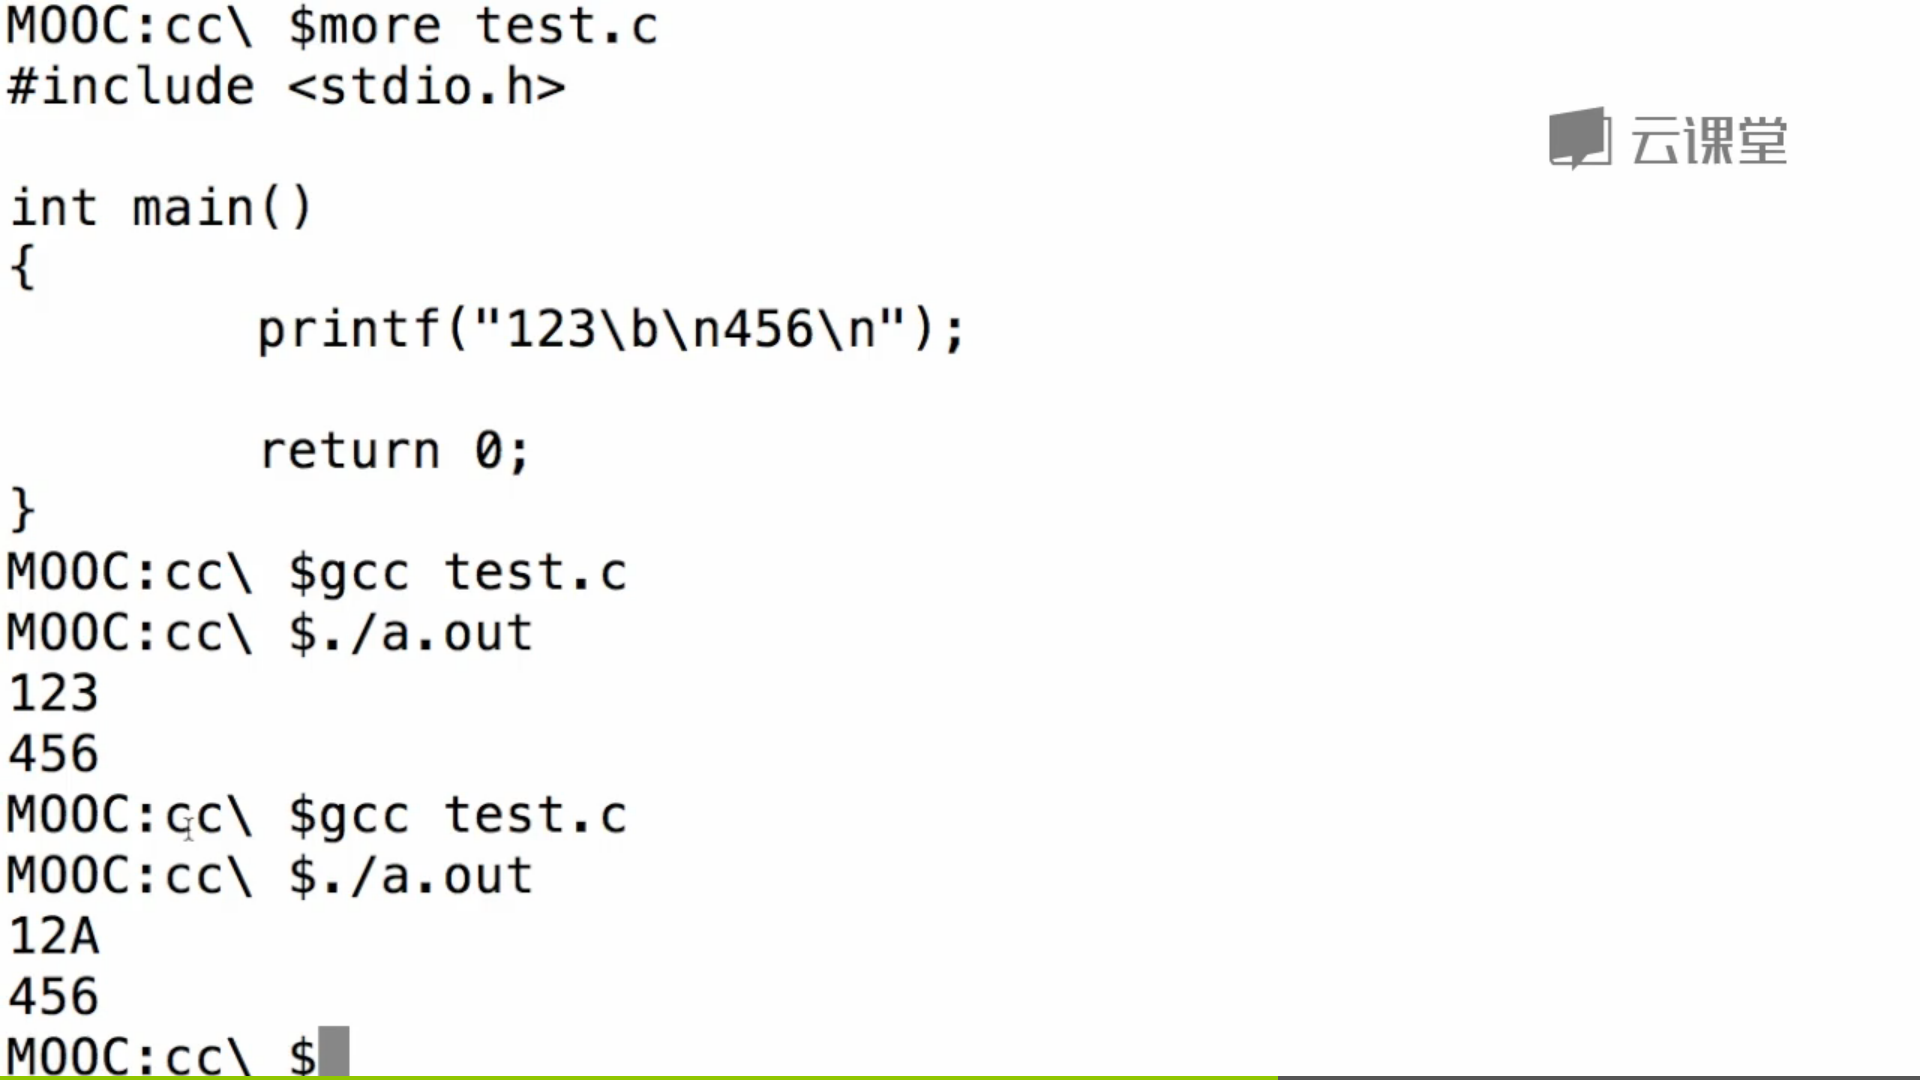 MOOC:cc\ $more test.c
#include <stdio.h>
云课堂
int main()
{
        printf("123\b\n456\n");
        return 0;
}
MOOC:cc\ $gcc test.c
MOOC:cc\ $./a.out
123
456
MOOC:cc\ $gcc test.c
MOOC:cc\ $./a.out
12A
456
MOOC:cc\ $